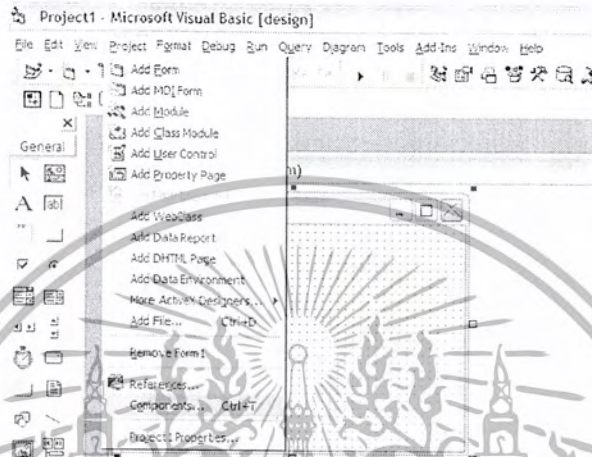 Project1 - Microsoft Visual Basic [design]
File Edit View Project Format Debug Run Query Diagram Tools Add-Ins Window Help
Add Form
Add MDI Form
Add Module
Add Class Module
Add User Control
Add Property Page
Add WebClass
Add Data Report
Add DHTML Page
Add Data Environment
More ActiveX Designers...
Add File... Ctrl+D
Remove Form1
References...
Components... Ctrl+T
Project1 Properties...
General
A ab|
m)